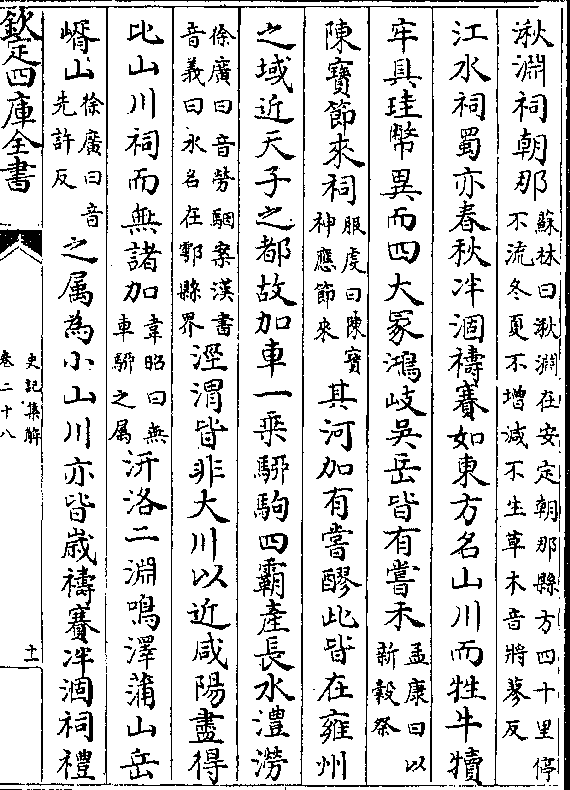 湫淵祠朝那蘇林曰湫淵在安定朝那縣方四十里停不流冬夏不增減不生草木音將蓼反
江水祠蜀亦春秋冸涸禱賽如東方名山川而牲牛犢
牢具珪幣異而四大冢鴻岐吳岳皆有嘗禾孟康曰以新穀祭
陳寶節來祠服虔曰陳寶神應節來其河加有嘗醪此皆在雍州
之域近天子之都故加車一乘駵駒四霸產長水澧澇
徐廣曰音勞駰案漢書音義曰水名在鄠縣界涇渭皆非大川以近咸陽盡得
比山川祠而無諸加韋昭曰無車駵之屬汧洛二淵鳴澤蒲山岳
山徐廣曰音先許反之属為小山川亦皆歲禱賽冸涸祠禮
欽定四庫全書
史記集解
卷二十八
十一